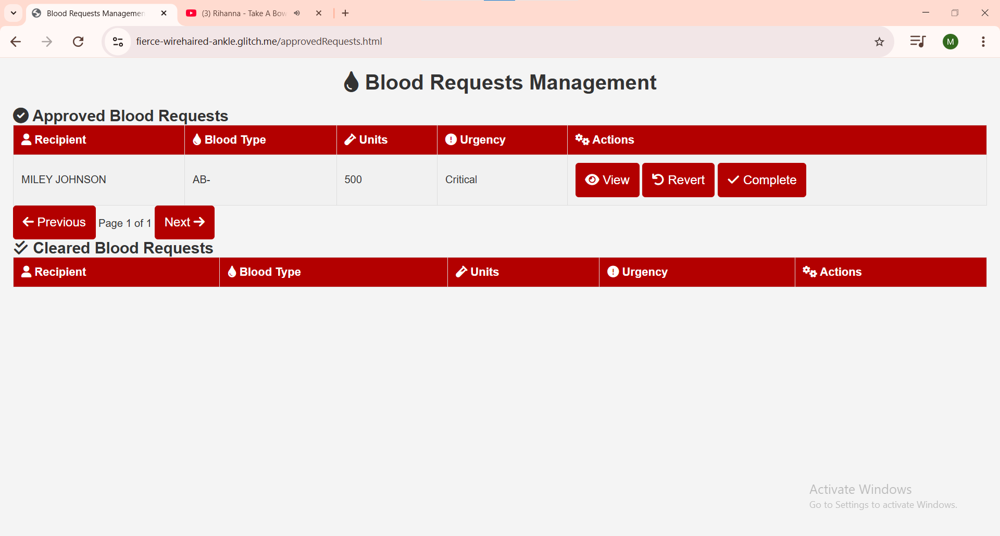 Blood Requests Managemen
(3) Rihanna - Take A Bow
fierce-wirehaired-ankle.glitch.me/approvedRequests.html
M
Blood Requests Management
Approved Blood Requests
Recipient Blood Type Units Urgency Actions
MILEY JOHNSON AB- 500 Critical View Revert Complete
Previous Page 1 of 1 Next
Cleared Blood Requests
Recipient Blood Type Units Urgency Actions
Activate Windows
Go to Settings to activate Windows.